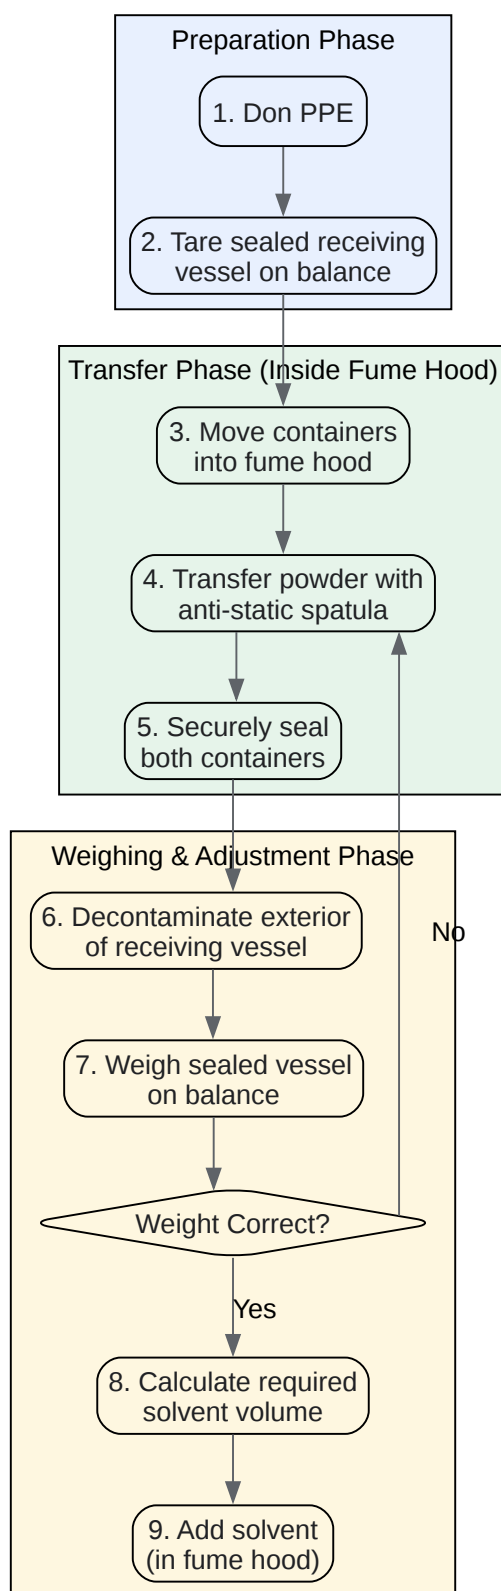 Preparation Phase
1. Don PPE
2. Tare sealed receiving
vessel on balance
Transfer Phase (Inside Fume Hood)
3. Move containers
into fume hood
4. Transfer powder with
anti-static spatula
5. Securely seal
both containers
Weighing & Adjustment Phase
6. Decontaminate exterior
of receiving vessel
No
7. Weigh sealed vessel
on balance
Weight Correct?
Yes
8. Calculate required
solvent volume
9. Add solvent
(in fume hood)